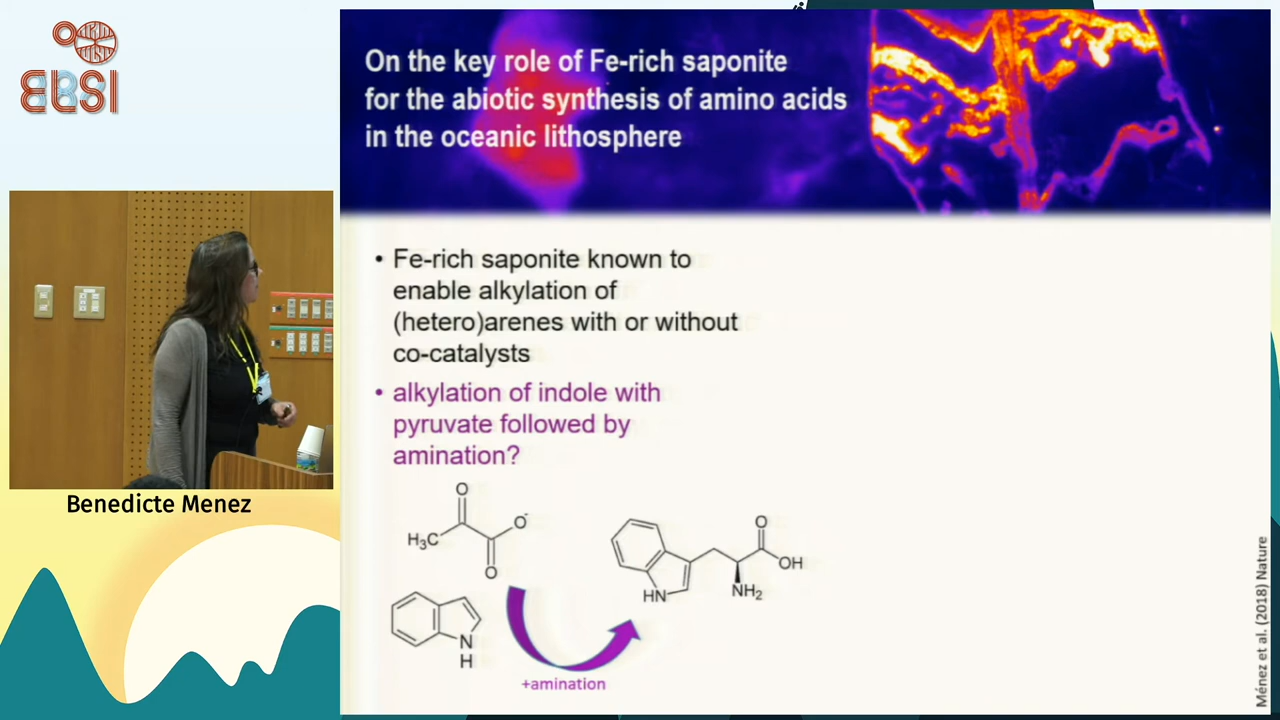 ELSI
On the key role of Fe-rich saponite
for the abiotic synthesis of amino acids
in the oceanic lithosphere
• Fe-rich saponite known to
enable alkylation of
(hetero)arenes with or without
co-catalysts
• alkylation of indole with
pyruvate followed by
amination?
O
H₃C
O⁻
O
N
H
+amination
O
OH
NH₂
HN
Ménez et al. (2018) Nature
Benedicte Menez